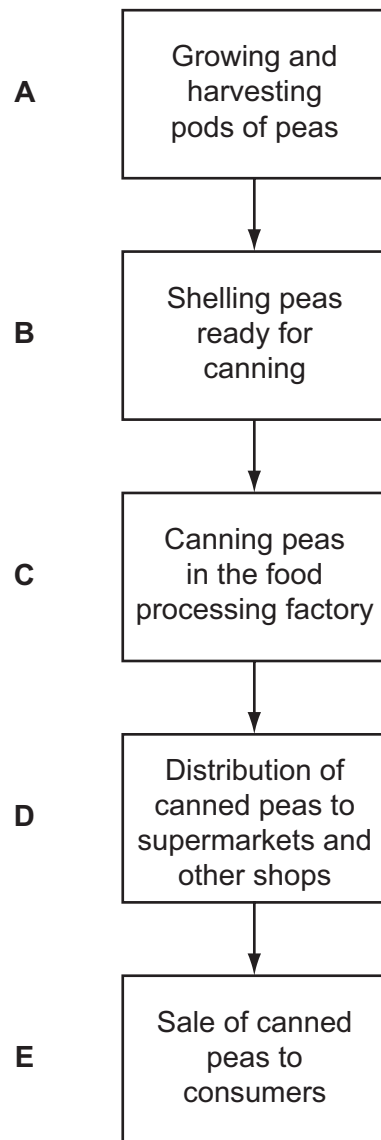 A
Growing and
harvesting
pods of peas
B
Shelling peas
ready for
canning
C
Canning peas
in the food
processing factory
D
Distribution of
canned peas to
supermarkets and
other shops
E
Sale of canned
peas to
consumers